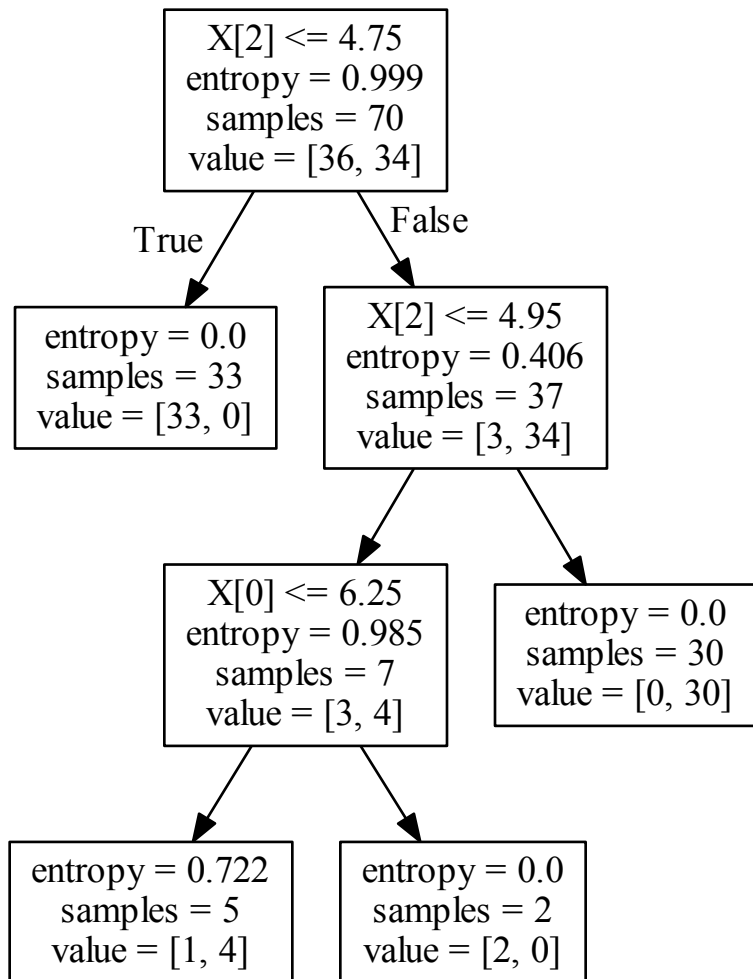 X[2] <= 4.75
entropy = 0.999
samples = 70
value = [36, 34]
True
False
entropy = 0.0
samples = 33
value = [33, 0]
X[2] <= 4.95
entropy = 0.406
samples = 37
value = [3, 34]
X[0] <= 6.25
entropy = 0.985
samples = 7
value = [3, 4]
entropy = 0.0
samples = 30
value = [0, 30]
entropy = 0.722
samples = 5
value = [1, 4]
entropy = 0.0
samples = 2
value = [2, 0]